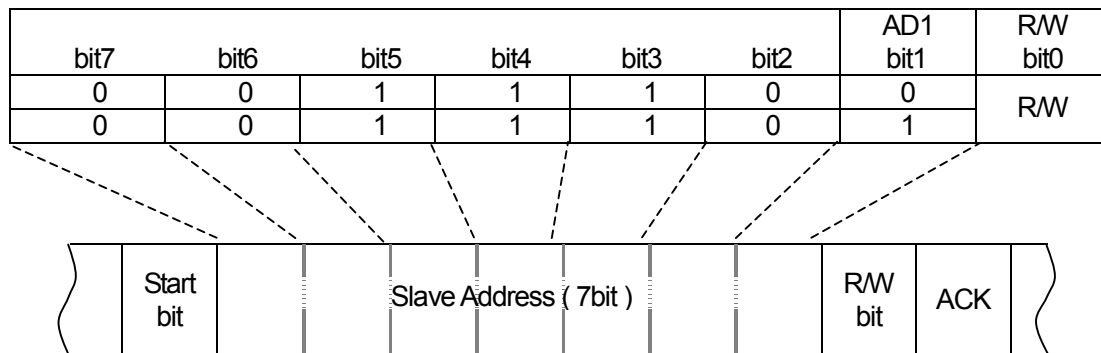 AD1 R/W
bit7 bit6 bit5 bit4 bit3 bit2 bit1 bit0
0 0 1 1 1 0 0 R/W
0 0 1 1 1 0 1
Start bit Slave Address ( 7bit ) R/W bit ACK